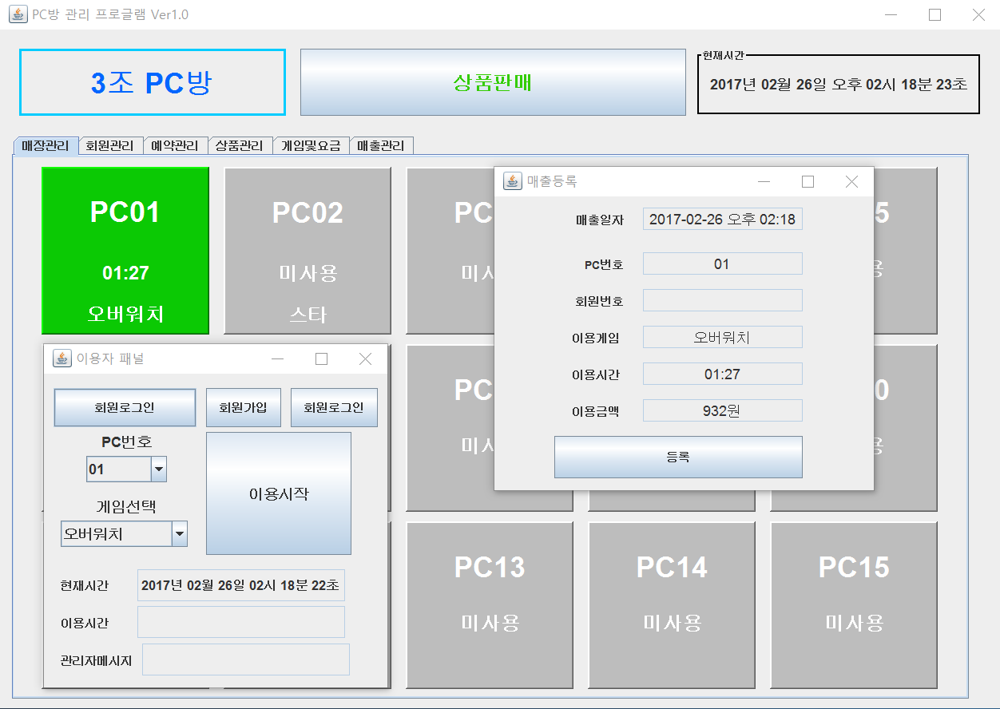 PC방 관리 프로글램 Ver1.0
3조 PC방
상품판매
현재시간
2017년 02월 26일 오후 02시 18분 23초
매장관리 회원관리 예약관리 상품관리 게임및요금 매출관리
PC01
01:27
오버워치
PC02
미사용
스타
PC
미사
5
용
매출등록
매출일자 2017-02-26 오후 02:18
PC번호 01
회원번호
이용게임 오버워치
이용시간 01:27
이용금액 932원
등록
이용자 패널
회원로그인 회원가입 회원로그인
PC번호
01
게임선택
오버워치
이용시작
현재시간 2017년 02월 26일 02시 18분 22초
이용시간
관리자메시지
PC
미사
0
용
PC13
미사용
PC14
미사용
PC15
미사용